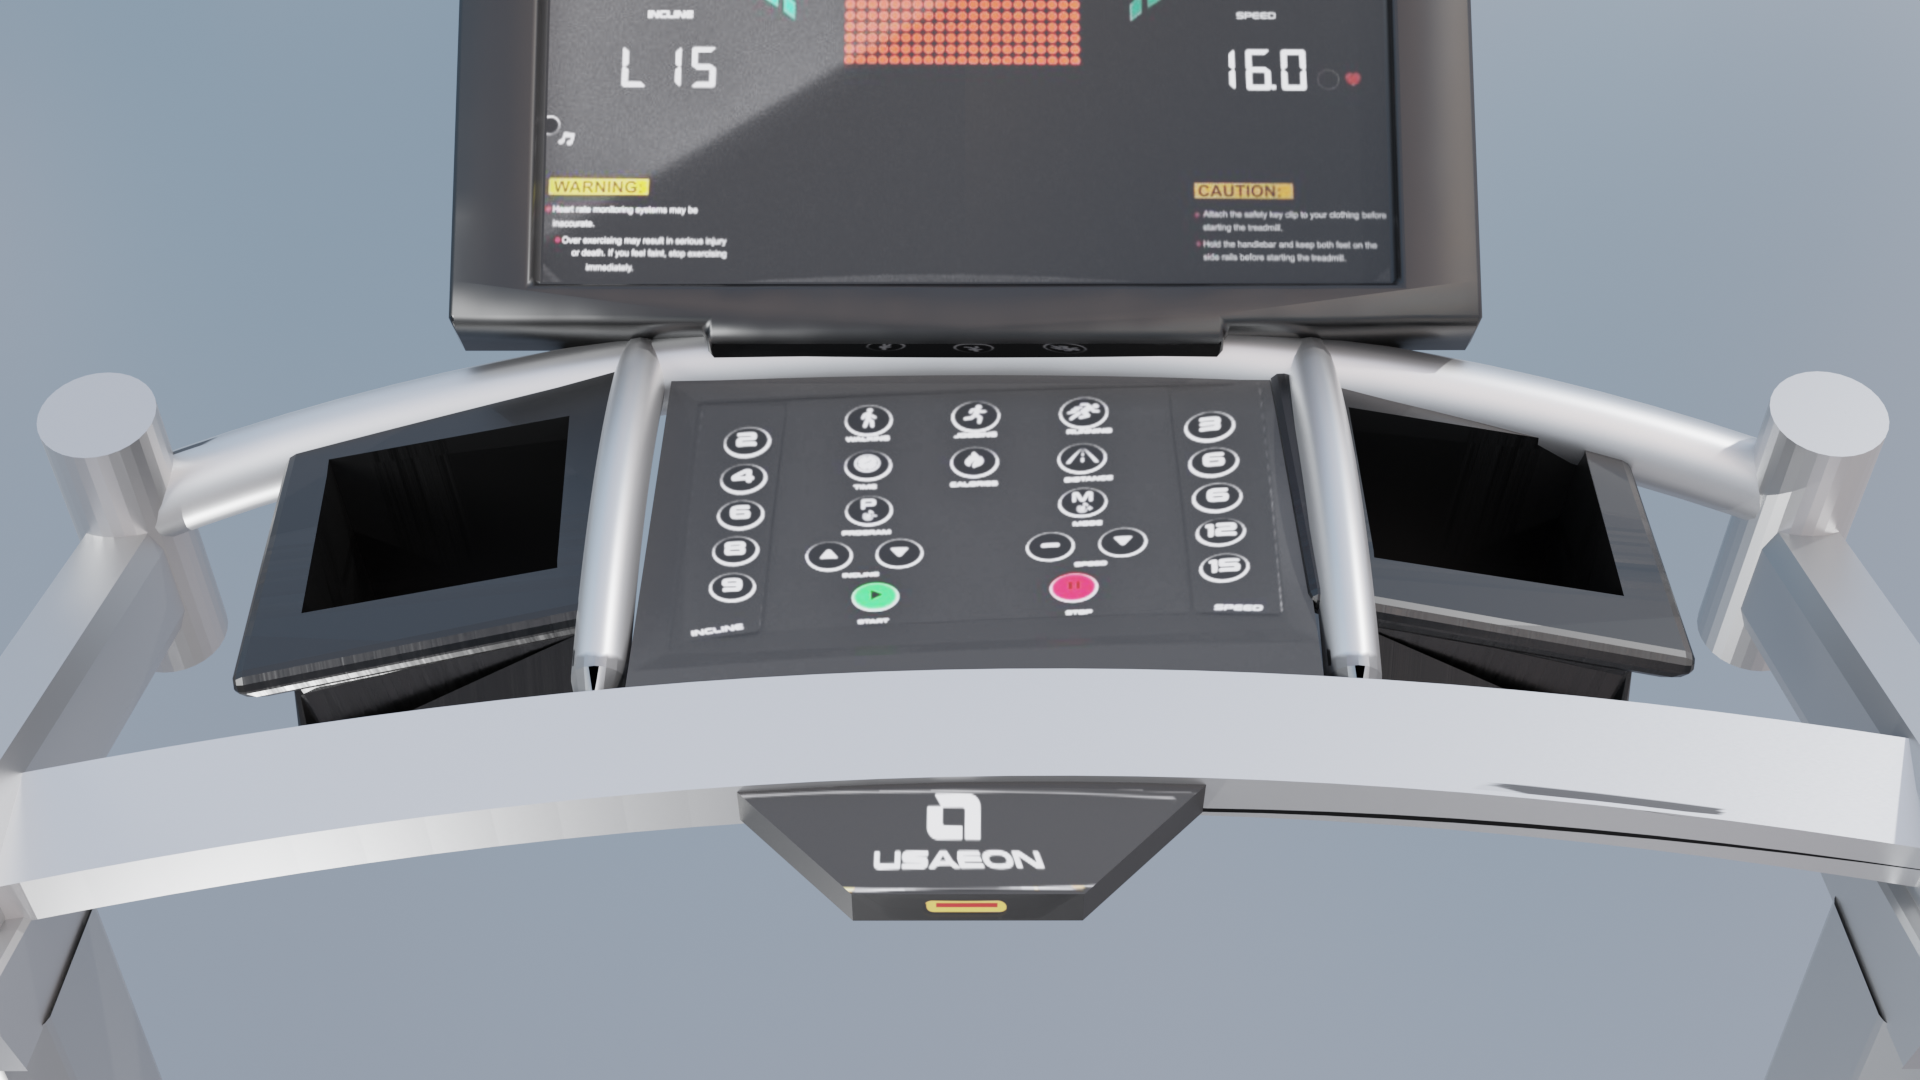 INCLINE
SPEED
L 15
16.0
WARNING:
Heart rate monitoring systems may be
inaccurate.
Over exercising may result in serious injury
or death. If you feel faint, stop exercising
immediately.
CAUTION:
Attach the safety key clip to your clothing before
starting the treadmill.
Hold the handlebar and keep both feet on the
side rails before starting the treadmill.
2
4
6
8
9
INCLINE
WALKING
JOGGING
RUNNING
TIME
CALORIES
DISTANCE
P
PROGRAM
M
MODE
INCLINE
SPEED
START
STOP
3
6
6
12
15
SPEED
USAEON